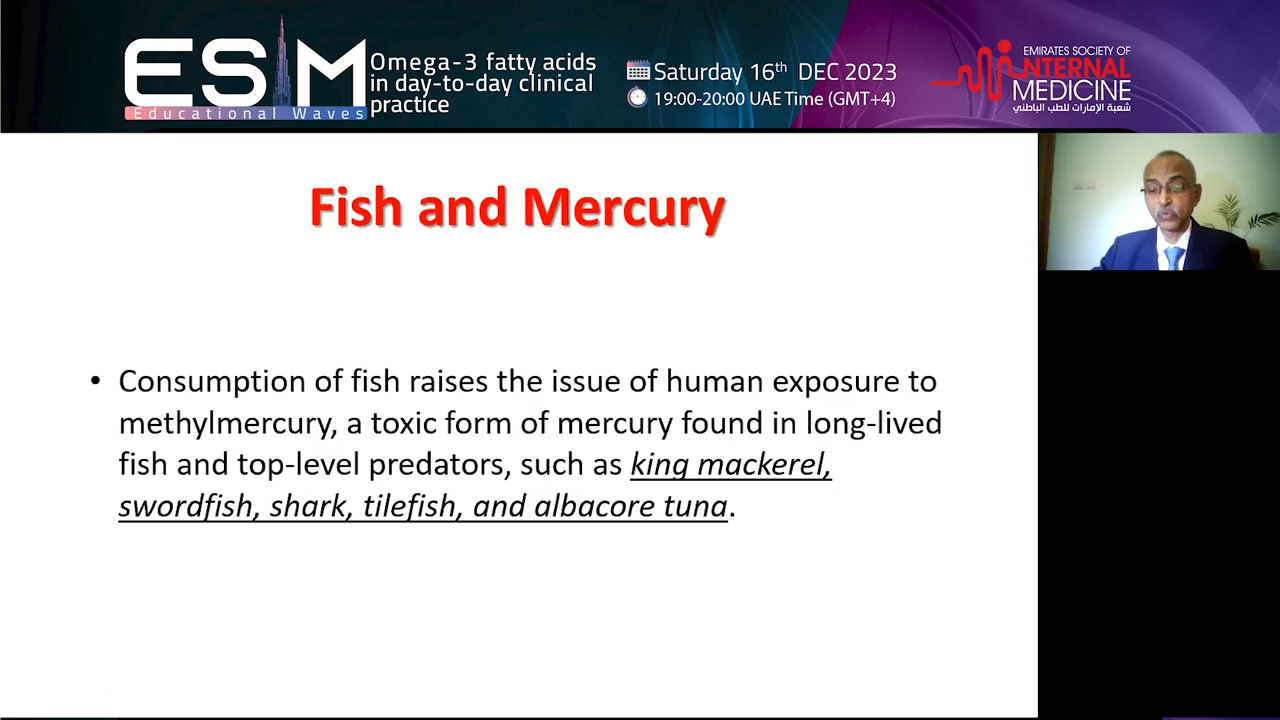 ESM
Educational Waves
Omega-3 fatty acids
in day-to-day clinical
practice
Saturday 16th DEC 2023
19:00-20:00 UAE Time (GMT+4)
EMIRATES SOCIETY OF
INTERNAL
MEDICINE
شعبة الإمارات للطب الباطني
Fish and Mercury
• Consumption of fish raises the issue of human exposure to
methylmercury, a toxic form of mercury found in long-lived
fish and top-level predators, such as king mackerel,
swordfish, shark, tilefish, and albacore tuna.